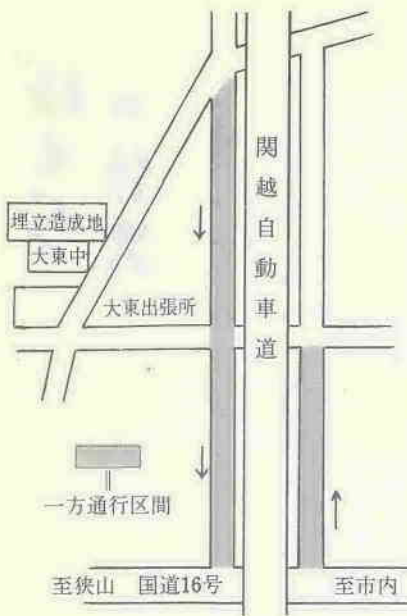 関越自動車道
埋立造成地
大東中
大東出張所
一方通行区間
至狭山 国道16号 至市内